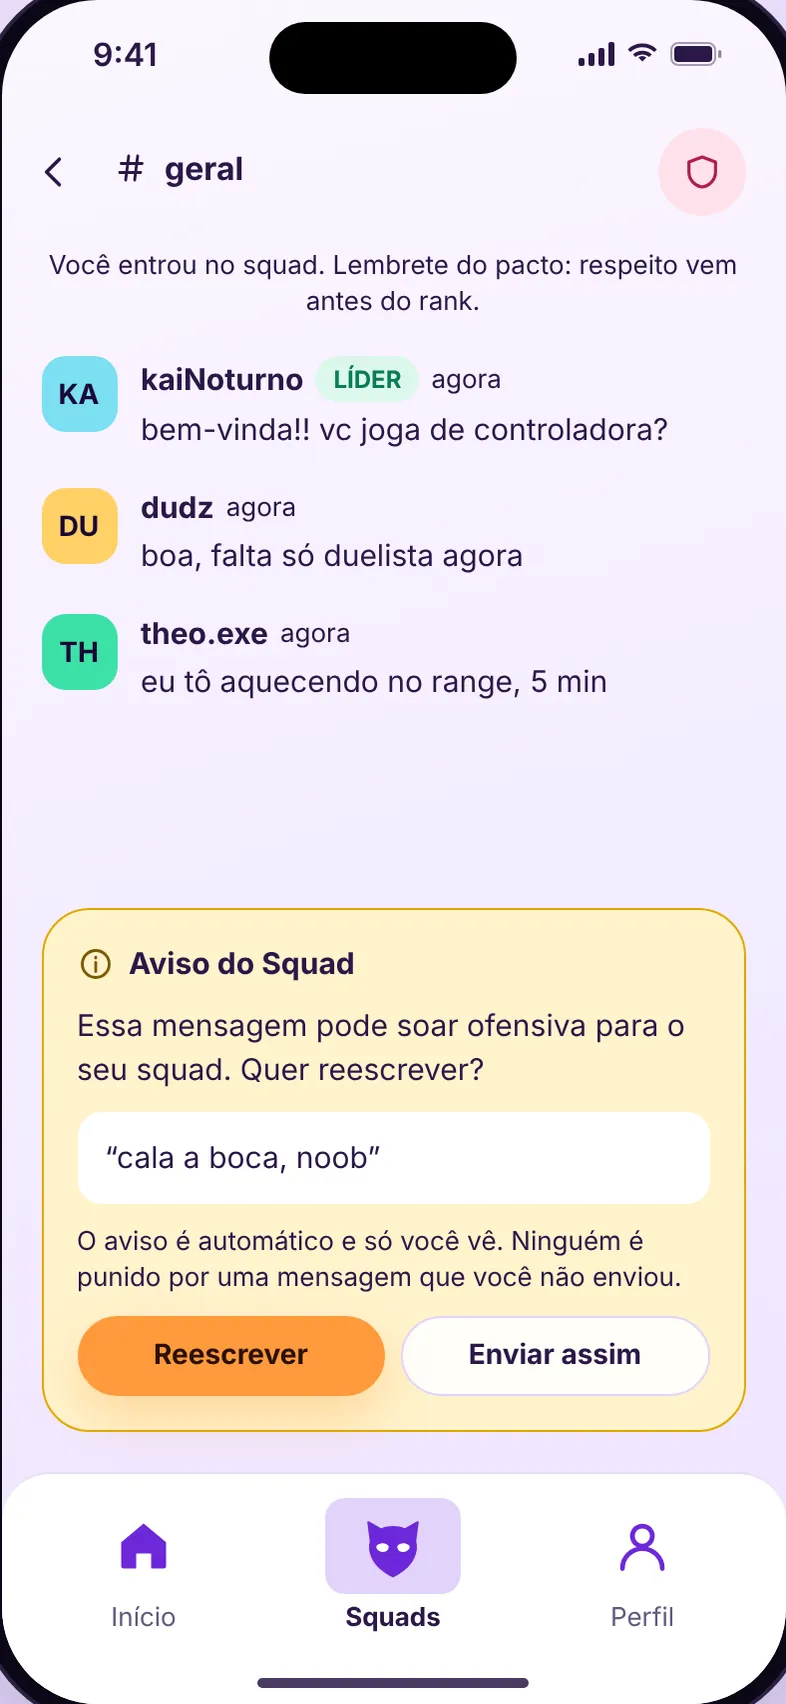 9:41
# geral
Você entrou no squad. Lembrete do pacto: respeito vem
antes do rank.
KA
kaiNoturno LÍDER agora
bem-vinda!! vc joga de controladora?
DU
dudz agora
boa, falta só duelista agora
TH
theo.exe agora
eu tô aquecendo no range, 5 min
Aviso do Squad
Essa mensagem pode soar ofensiva para o
seu squad. Quer reescrever?
“cala a boca, noob”
O aviso é automático e só você vê. Ninguém é
punido por uma mensagem que você não enviou.
Reescrever Enviar assim
Início Squads Perfil